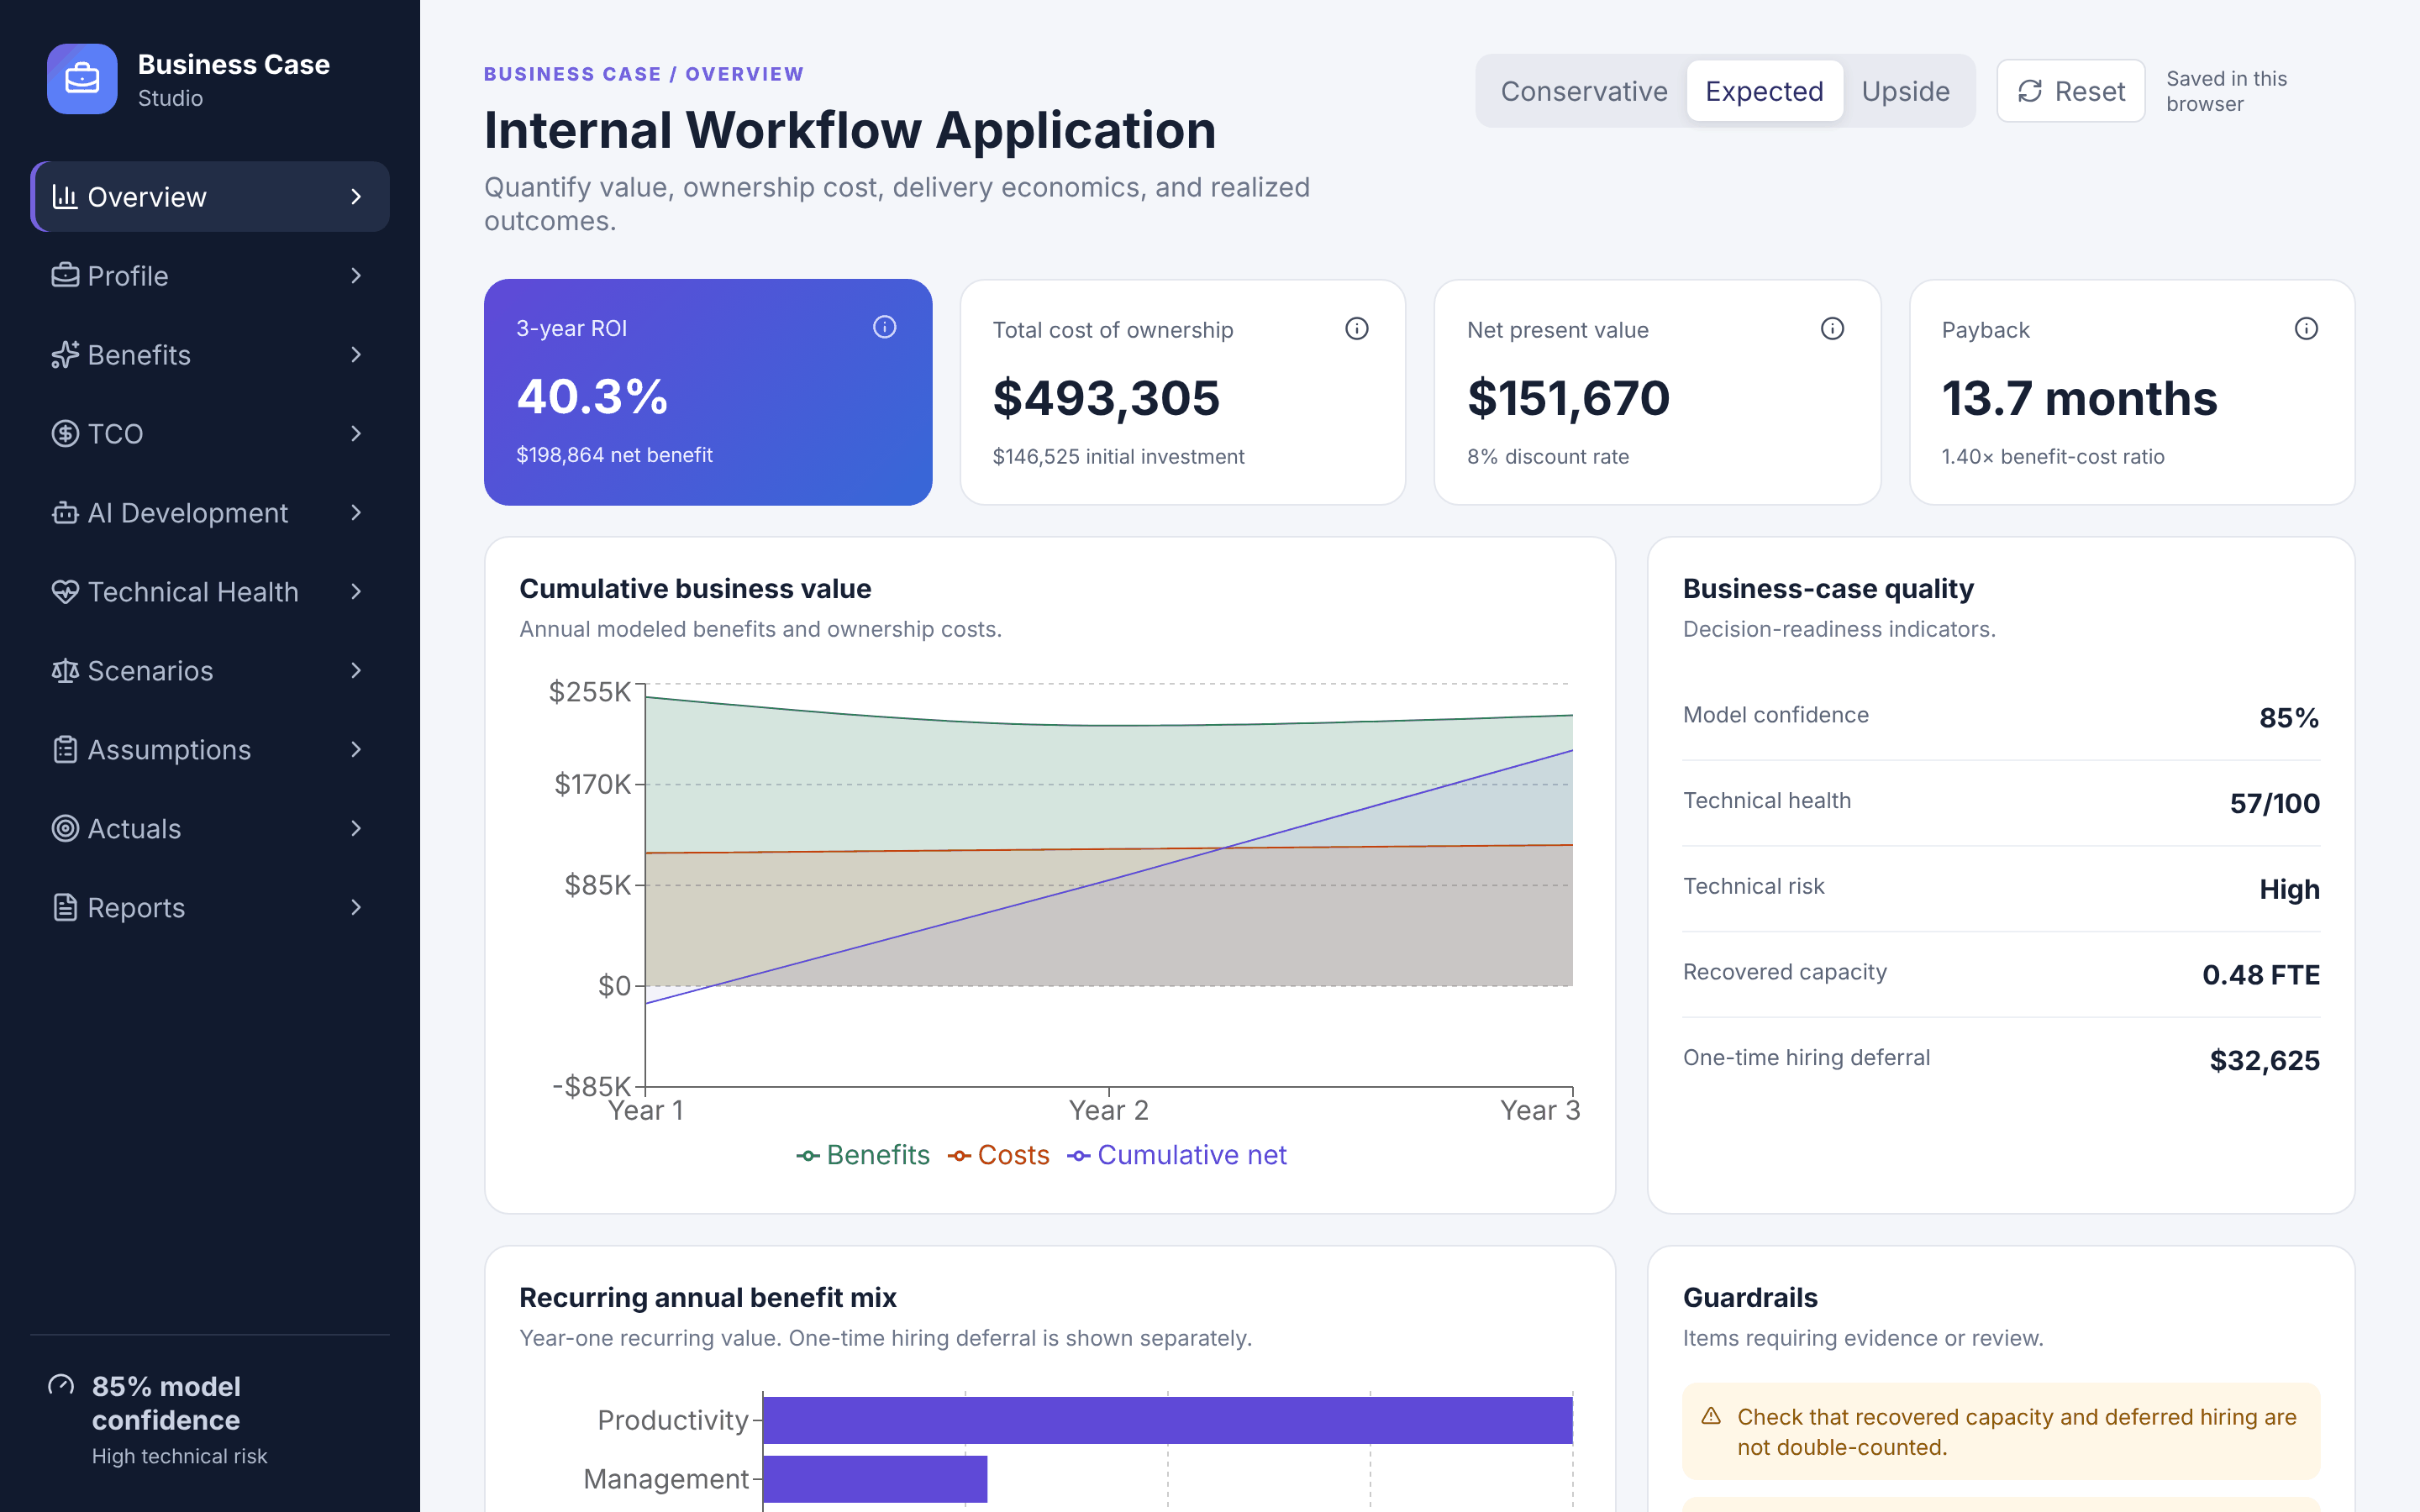 Business Case
Studio
Overview
Profile
Benefits
TCO
AI Development
Technical Health
Scenarios
Assumptions
Actuals
Reports
85% model
confidence
High technical risk
BUSINESS CASE / OVERVIEW
Internal Workflow Application
Quantify value, ownership cost, delivery economics, and realized
outcomes.
Conservative
Expected
Upside
Reset
Saved in this
browser
3-year ROI
40.3%
$198,864 net benefit
Total cost of ownership
$493,305
$146,525 initial investment
Net present value
$151,670
8% discount rate
Payback
13.7 months
1.40× benefit-cost ratio
Cumulative business value
Annual modeled benefits and ownership costs.
$255K
$170K
$85K
$0
-$85K
Year 1
Year 2
Year 3
Benefits
Costs
Cumulative net
Business-case quality
Decision-readiness indicators.
Model confidence
85%
Technical health
57/100
Technical risk
High
Recovered capacity
0.48 FTE
One-time hiring deferral
$32,625
Recurring annual benefit mix
Year-one recurring value. One-time hiring deferral is shown separately.
Productivity
Management
Guardrails
Items requiring evidence or review.
Check that recovered capacity and deferred hiring are
not double-counted.